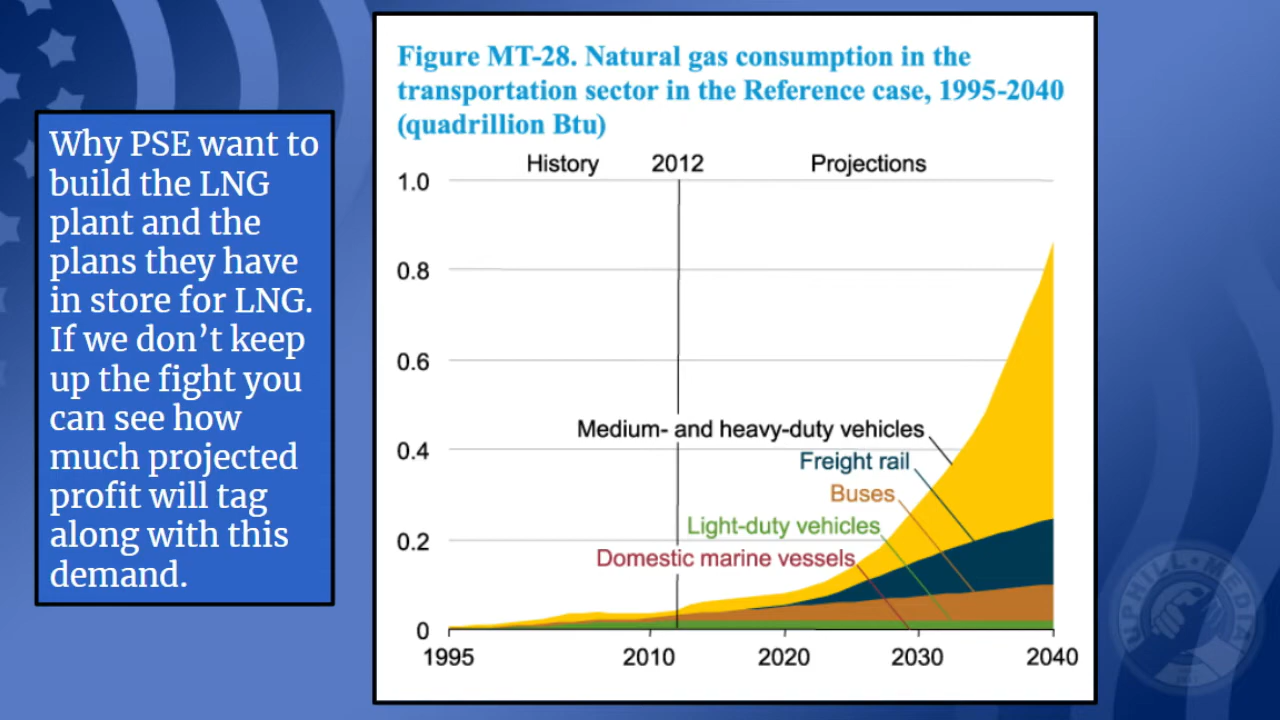 Why PSE want to
build the LNG
plant and the
plans they have
in store for LNG.
If we don't keep
up the fight you
can see how
much projected
profit will tag
along with this
demand.
Figure MT-28. Natural gas consumption in the
transportation sector in the Reference case, 1995-2040
(quadrillion Btu)
History 2012 Projections
1.0
0.8
0.6
0.4
0.2
0
Medium- and heavy-duty vehicles
Freight rail
Buses
Light-duty vehicles
Domestic marine vessels
1995 2010 2020 2030 2040
UPHILL MEDIA